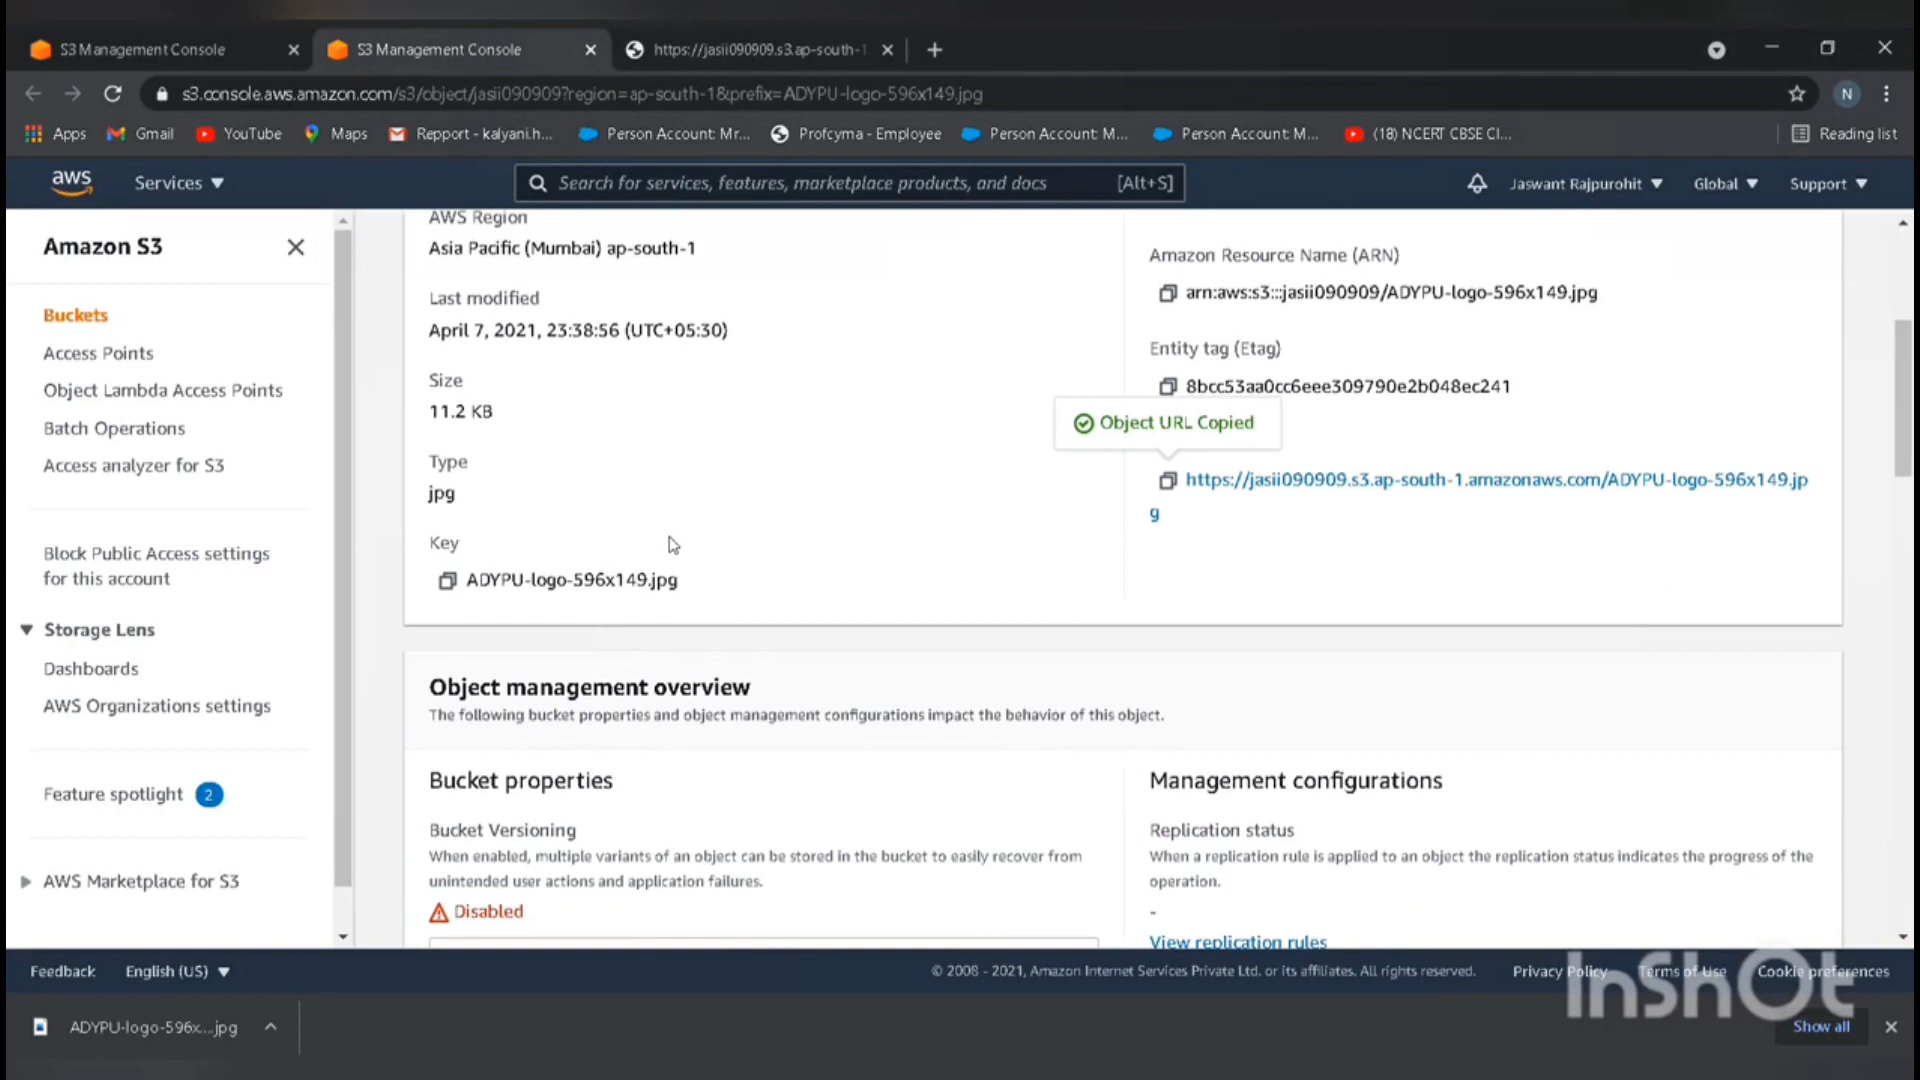 S3 Management Console
S3 Management Console
https://jasii090909.s3.ap-south-1
s3.console.aws.amazon.com/s3/object/jasii090909?region=ap-south-1&prefix=ADYPU-logo-596x149.jpg
N
Apps
Gmail
YouTube
Maps
Repport - kalyani.h...
Person Account: Mr...
Profcyma - Employee
Person Account: M...
Person Account: M...
(18) NCERT CBSE Cl...
Reading list
aws
Services
Search for services, features, marketplace products, and docs
[Alt+S]
Jaswant Rajpurohit
Global
Support
Amazon S3
Buckets
Access Points
Object Lambda Access Points
Batch Operations
Access analyzer for S3
Block Public Access settings
for this account
Storage Lens
Dashboards
AWS Organizations settings
Feature spotlight 2
AWS Marketplace for S3
AWS Region
Asia Pacific (Mumbai) ap-south-1
Last modified
April 7, 2021, 23:38:56 (UTC+05:30)
Size
11.2 KB
Type
jpg
Key
ADYPU-logo-596x149.jpg
Amazon Resource Name (ARN)
arn:aws:s3:::jasii090909/ADYPU-logo-596x149.jpg
Entity tag (Etag)
8bcc53aa0cc6eee309790e2b048ec241
Object URL Copied
https://jasii090909.s3.ap-south-1.amazonaws.com/ADYPU-logo-596x149.jp
g
Object management overview
The following bucket properties and object management configurations impact the behavior of this object.
Bucket properties
Bucket Versioning
When enabled, multiple variants of an object can be stored in the bucket to easily recover from
unintended user actions and application failures.
Disabled
Management configurations
Replication status
When a replication rule is applied to an object the replication status indicates the progress of the
operation.
-
View replication rules
Feedback
English (US)
© 2008 - 2021, Amazon Internet Services Private Ltd. or its affiliates. All rights reserved.
Privacy Policy
Terms of Use
Cookie preferences
InShOt
ADYPU-logo-596x....jpg
Show all